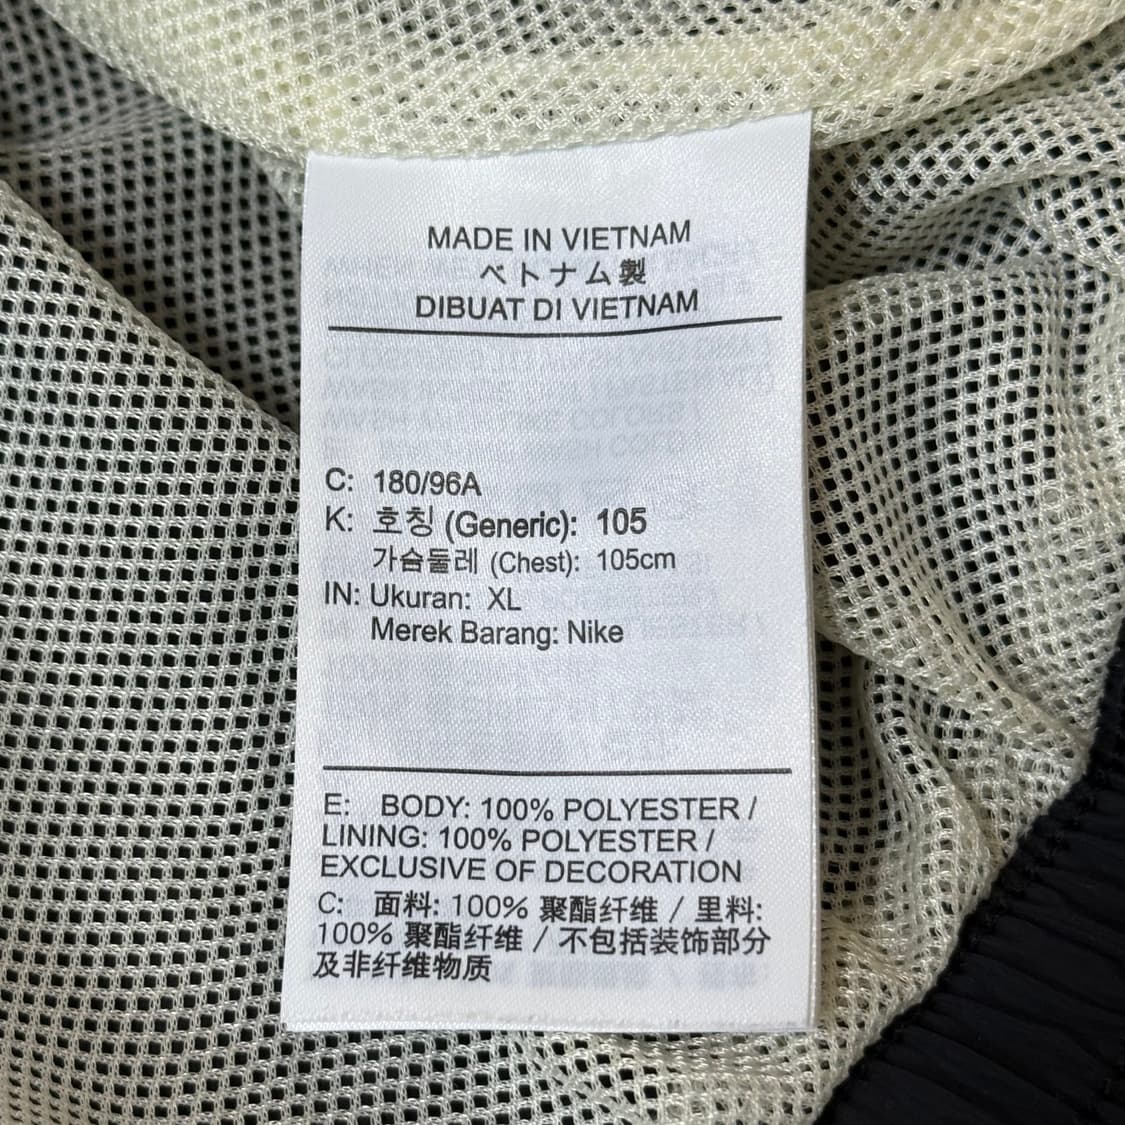 MADE IN VIETNAM
ベトナム製
DIBUAT DI VIETNAM
C: 180/96A
K: 호칭 (Generic): 105
가슴둘레 (Chest): 105cm
IN: Ukuran: XL
Merek Barang: Nike
E: BODY: 100% POLYESTER /
LINING: 100% POLYESTER /
EXCLUSIVE OF DECORATION
C: 面料: 100% 聚酯纤维 / 里料:
100% 聚酯纤维 / 不包括装饰部分
及非纤维物质